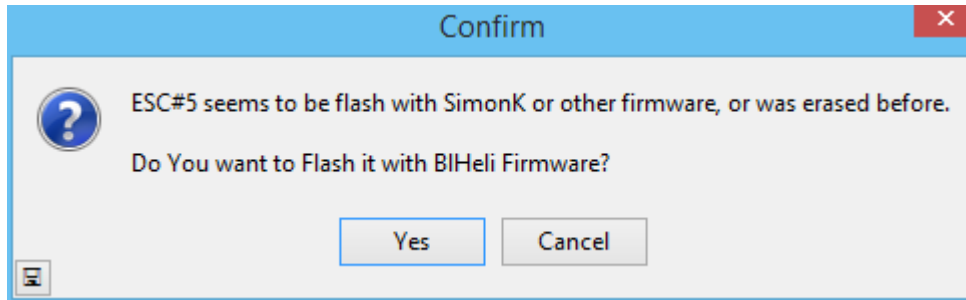 Confirm
ESC#5 seems to be flash with SimonK or other firmware, or was erased before.
Do You want to Flash it with BlHeli Firmware?
Yes
Cancel